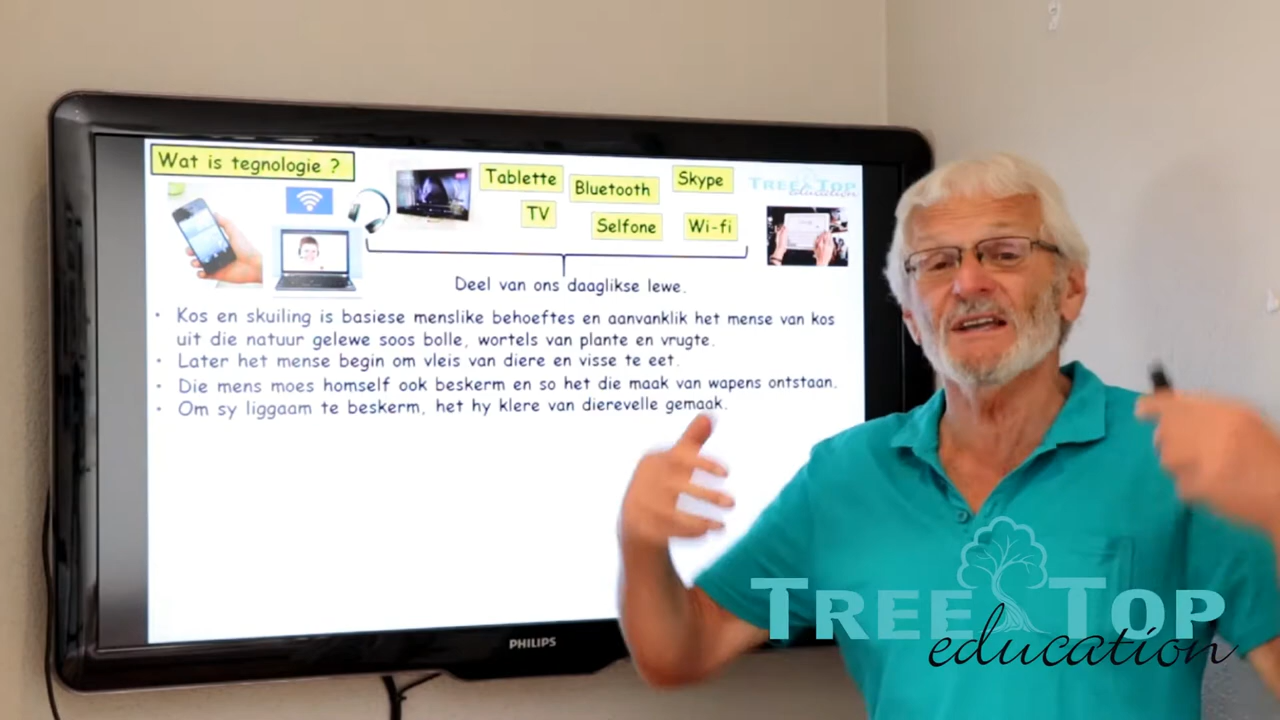 Wat is tegnologie ?
Tablette
Bluetooth
Skype
TREE TOP
education
TV
Selfone
Wi-fi
Deel van ons daaglikse lewe.
• Kos en skuiling is basiese menslike behoeftes en aanvanklik het mense van kos
uit die natuur gelewe soos bolle, wortels van plante en vrugte.
• Later het mense begin om vleis van diere en visse te eet.
• Die mens moes homself ook beskerm en so het die maak van wapens ontstaan.
• Om sy liggaam te beskerm, het hy klere van dierevelle gemaak.
PHILIPS
TREE TOP
education